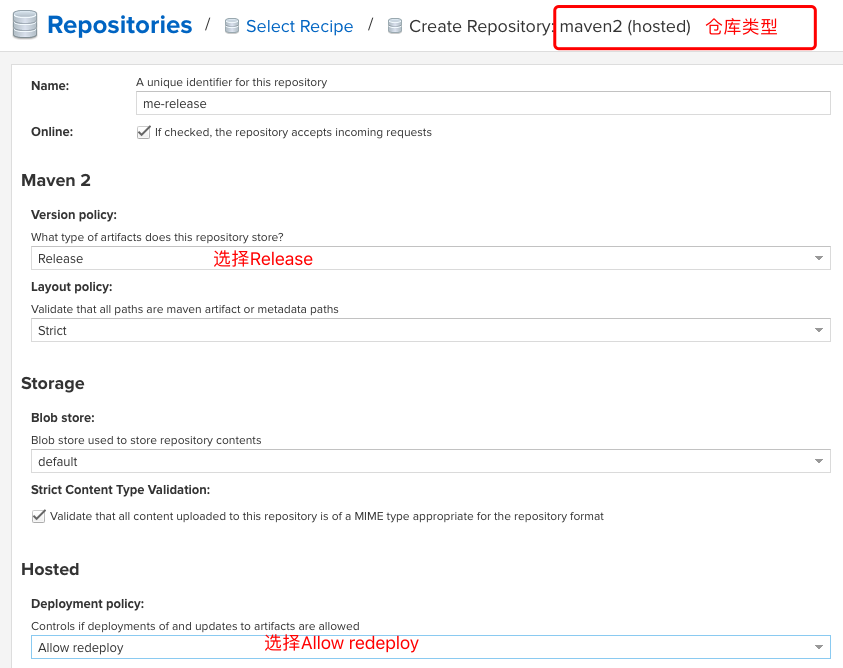 Repositories / Select Recipe / Create Repository: maven2 (hosted) 仓库类型
Name: A unique identifier for this repository
me-release
Online: If checked, the repository accepts incoming requests
Maven 2
Version policy:
What type of artifacts does this repository store?
Release 选择Release
Layout policy:
Validate that all paths are maven artifact or metadata paths
Strict
Storage
Blob store:
Blob store used to store repository contents
default
Strict Content Type Validation:
Validate that all content uploaded to this repository is of a MIME type appropriate for the repository format
Hosted
Deployment policy:
Controls if deployments of and updates to artifacts are allowed
Allow redeploy 选择Allow redeploy